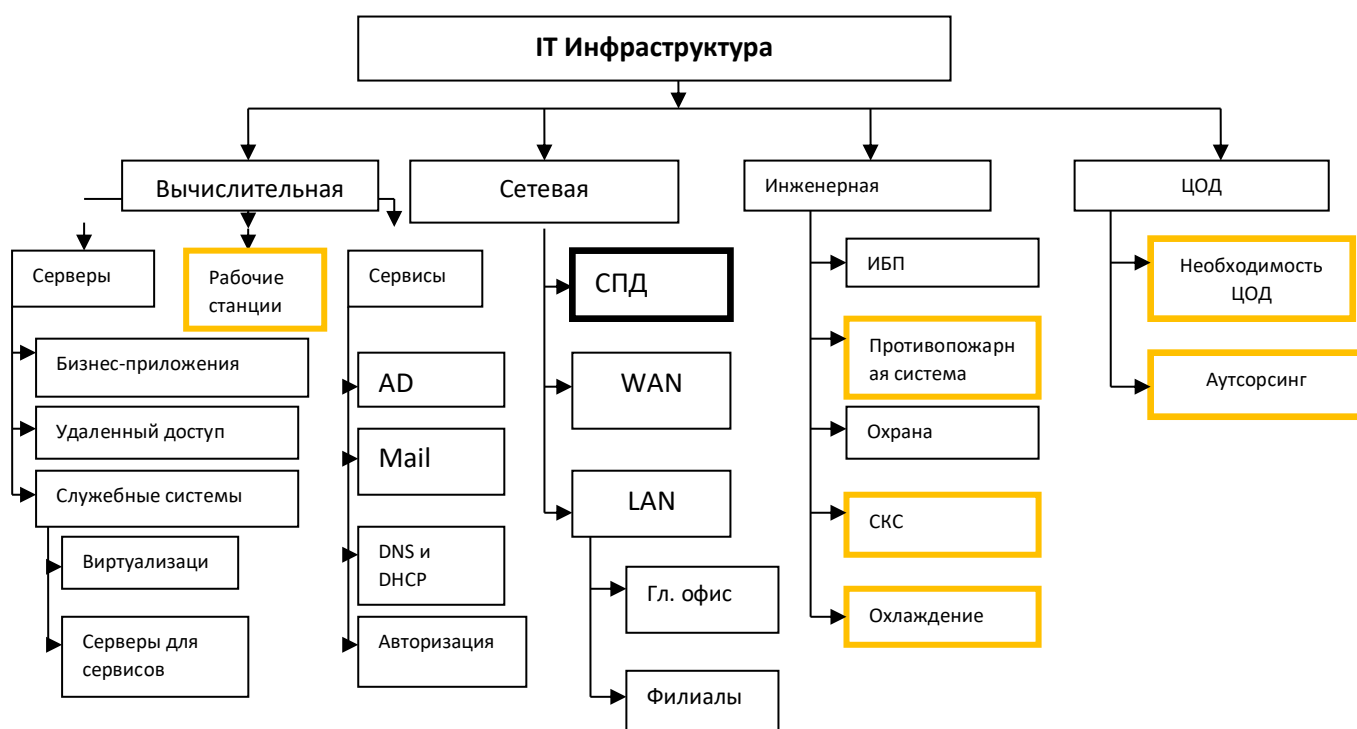 IT Инфраструктура
Вычислительная
Сетевая
Инженерная
ЦОД
Серверы
Рабочие
станции
Сервисы
СПД
ИБП
Необходимость
ЦОД
Бизнес-приложения
AD
WAN
Противопожарн
ая система
Аутсорсинг
Удаленный доступ
Mail
Охрана
Служебные системы
LAN
СКС
Виртуализаци
DNS и
DHCP
Гл. офис
Охлаждение
Серверы для
сервисов
Авторизация
Филиалы